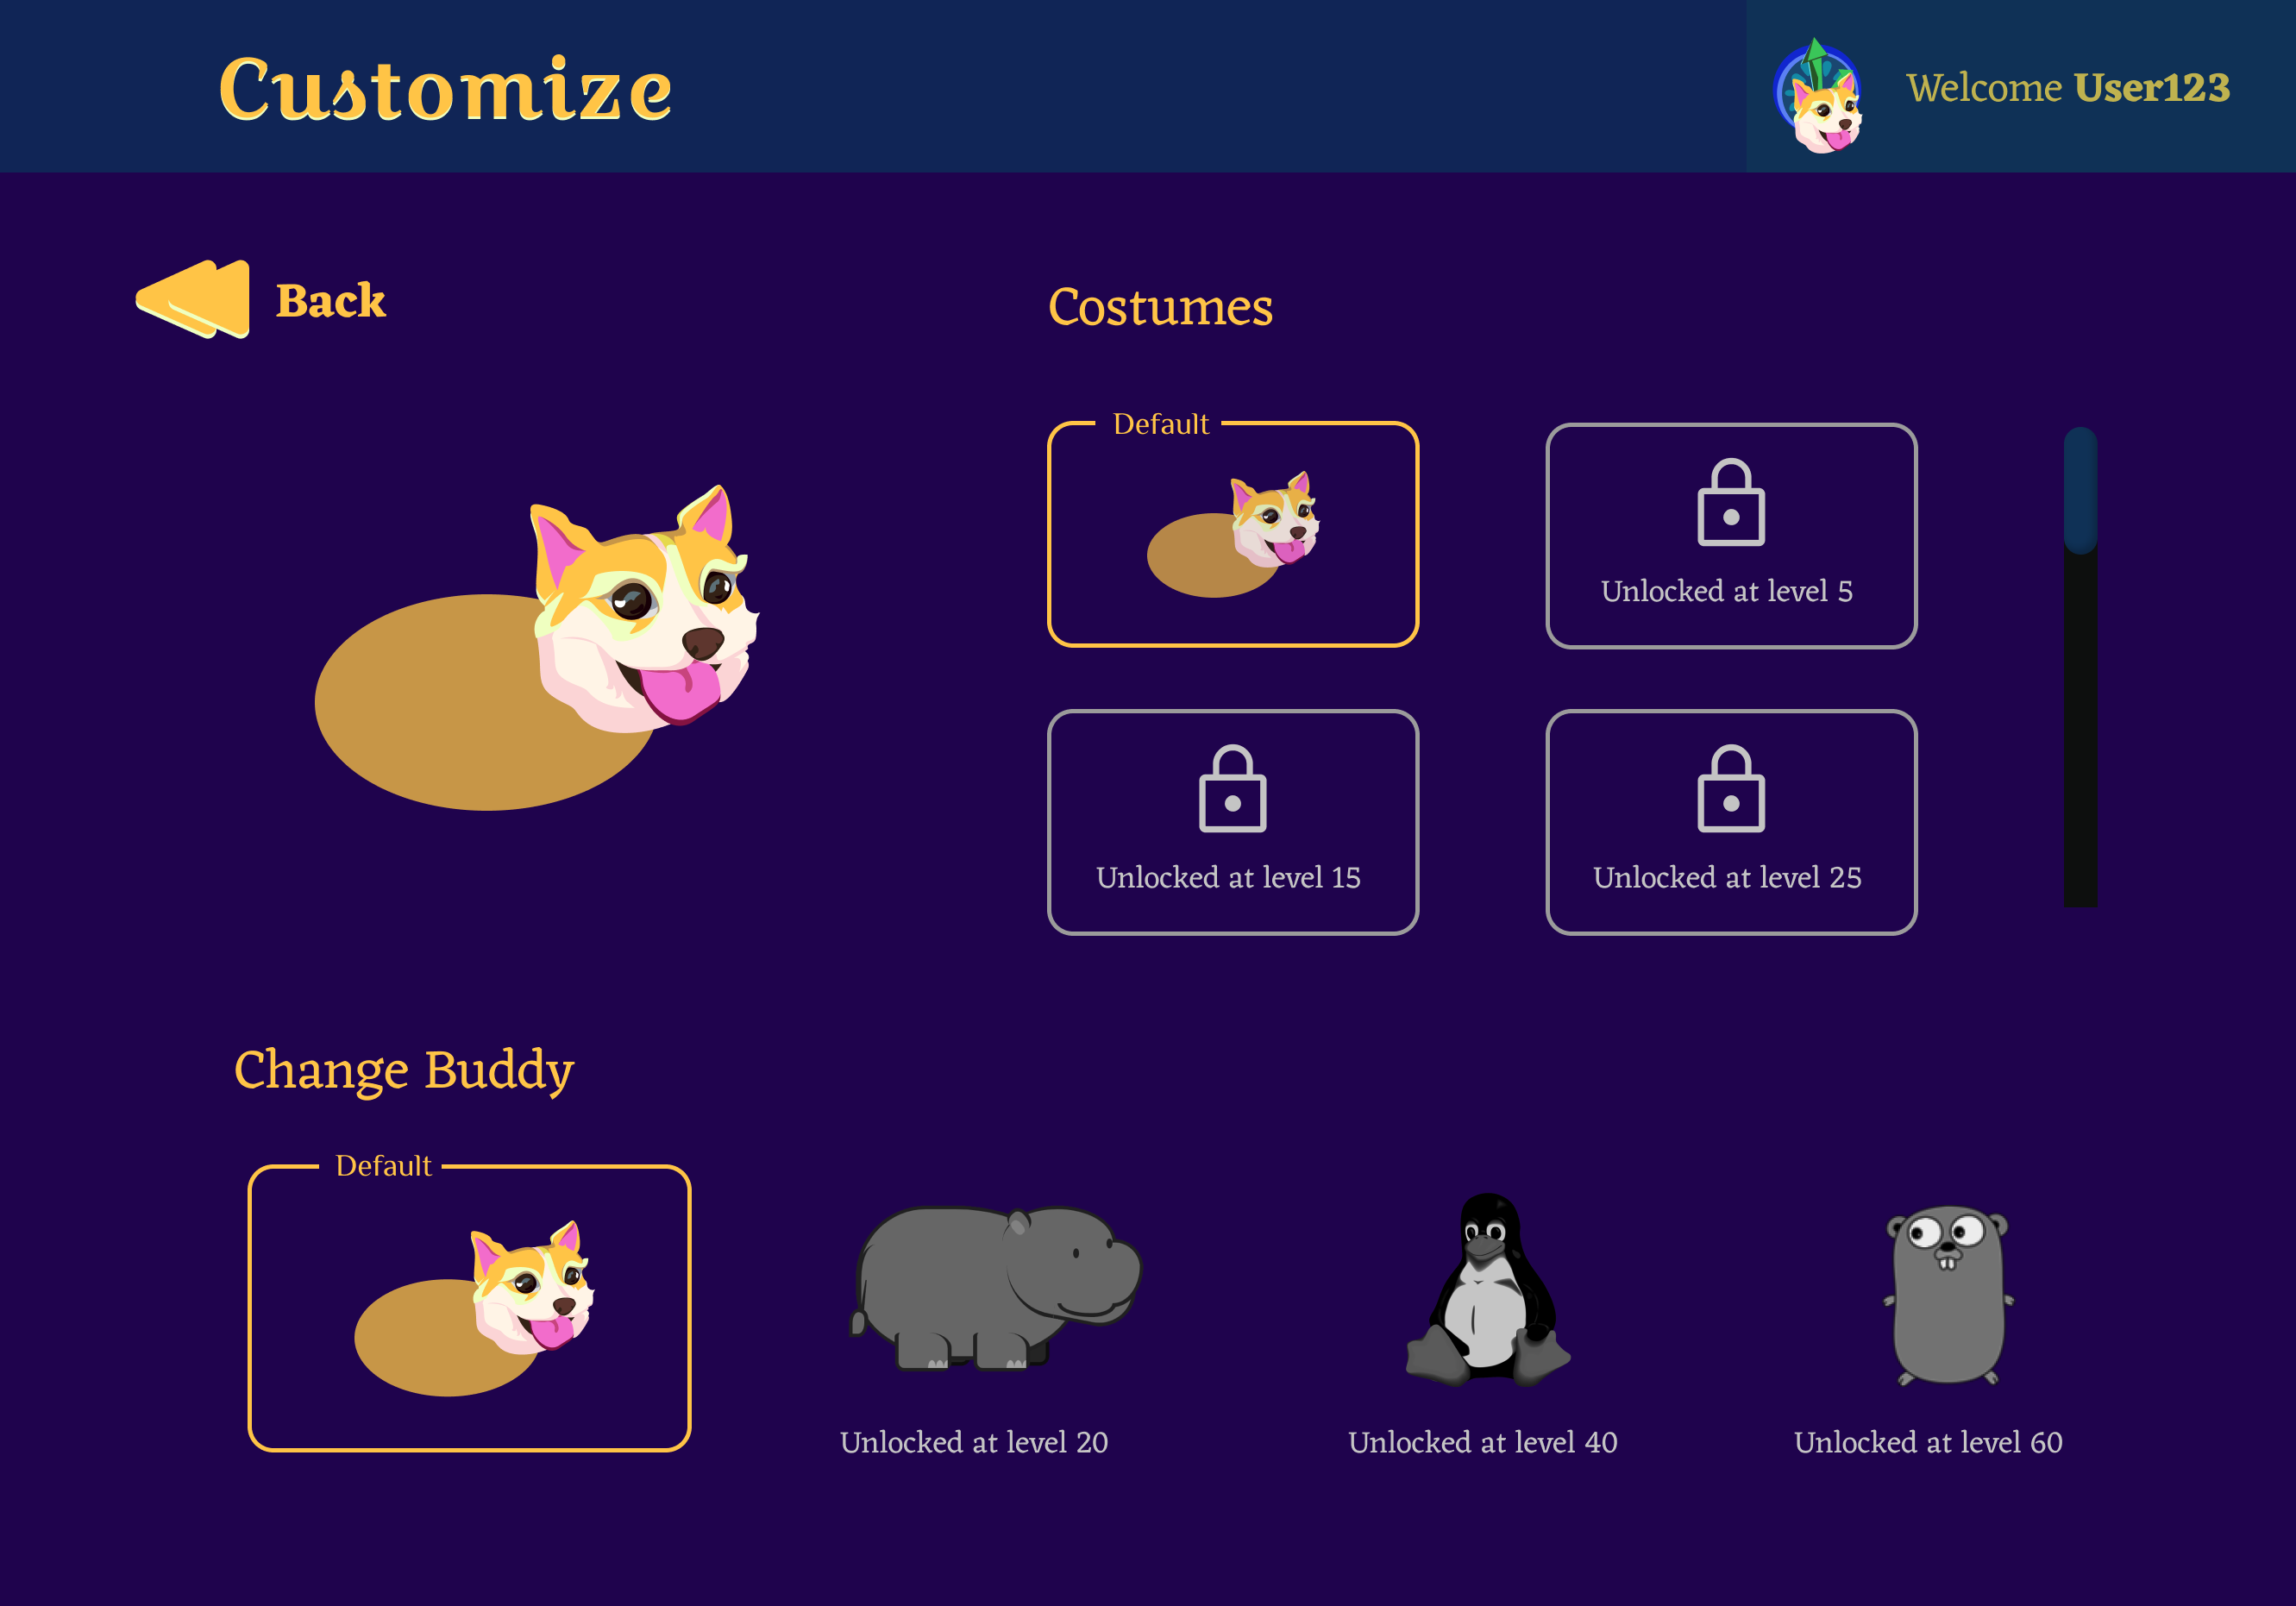 Customize
Welcome User123
Back
Costumes
Default
Unlocked at level 5
Unlocked at level 15
Unlocked at level 25
Change Buddy
Default
Unlocked at level 20
Unlocked at level 40
Unlocked at level 60